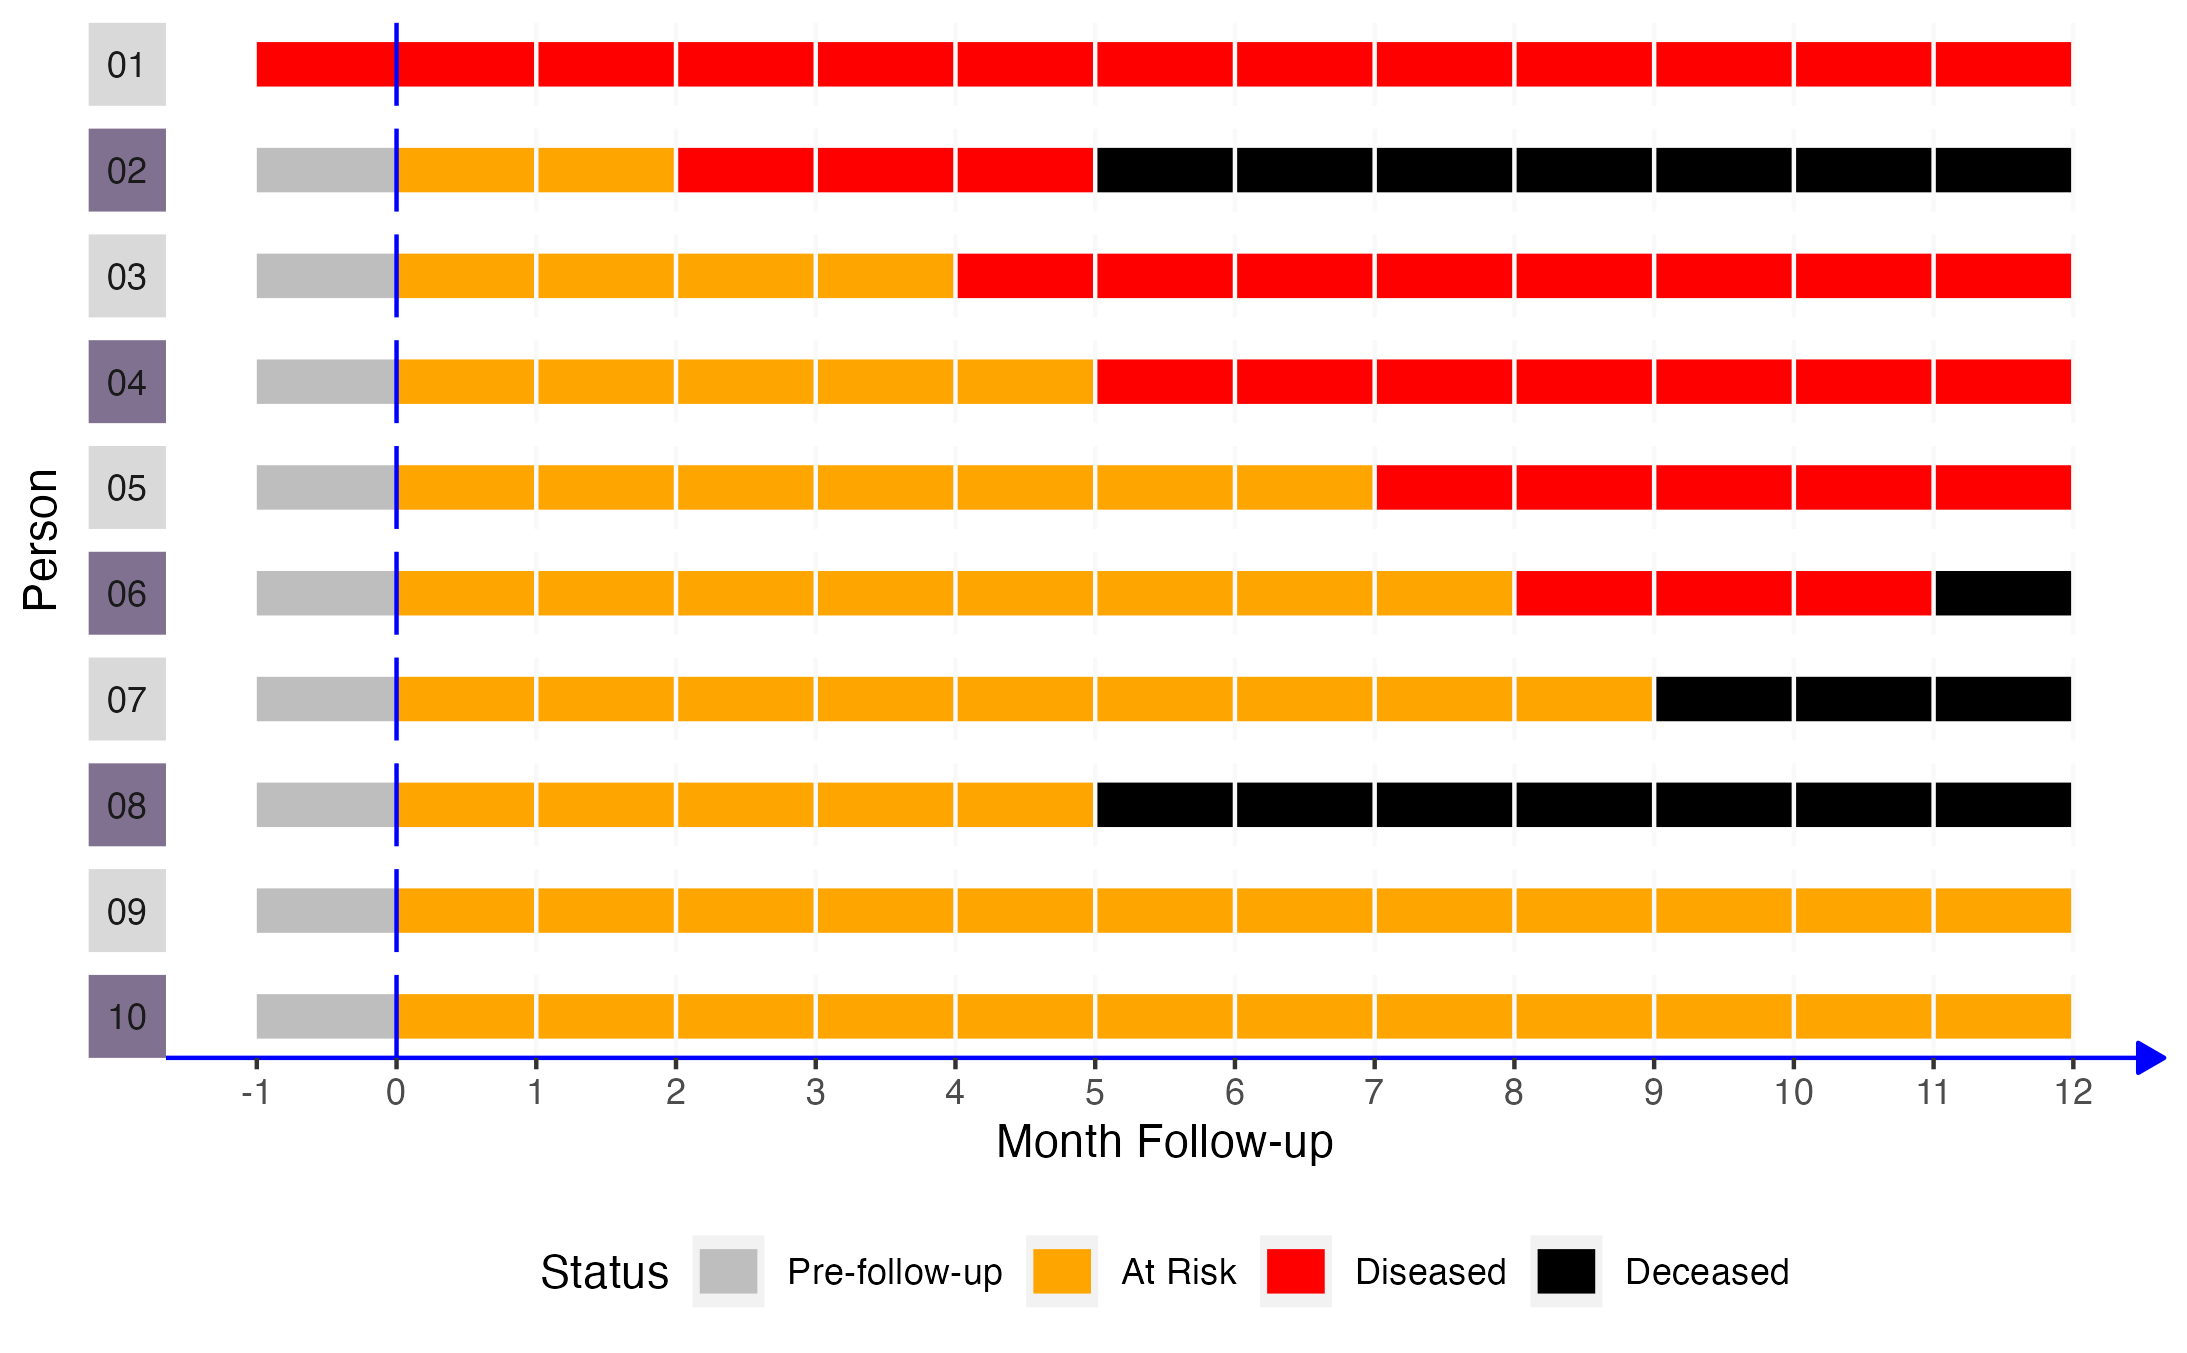 01
02
03
04
05
06
07
08
09
10
Person
-1 0 1 2 3 4 5 6 7 8 9 10 11 12
Month Follow-up
Status Pre-follow-up At Risk Diseased Deceased